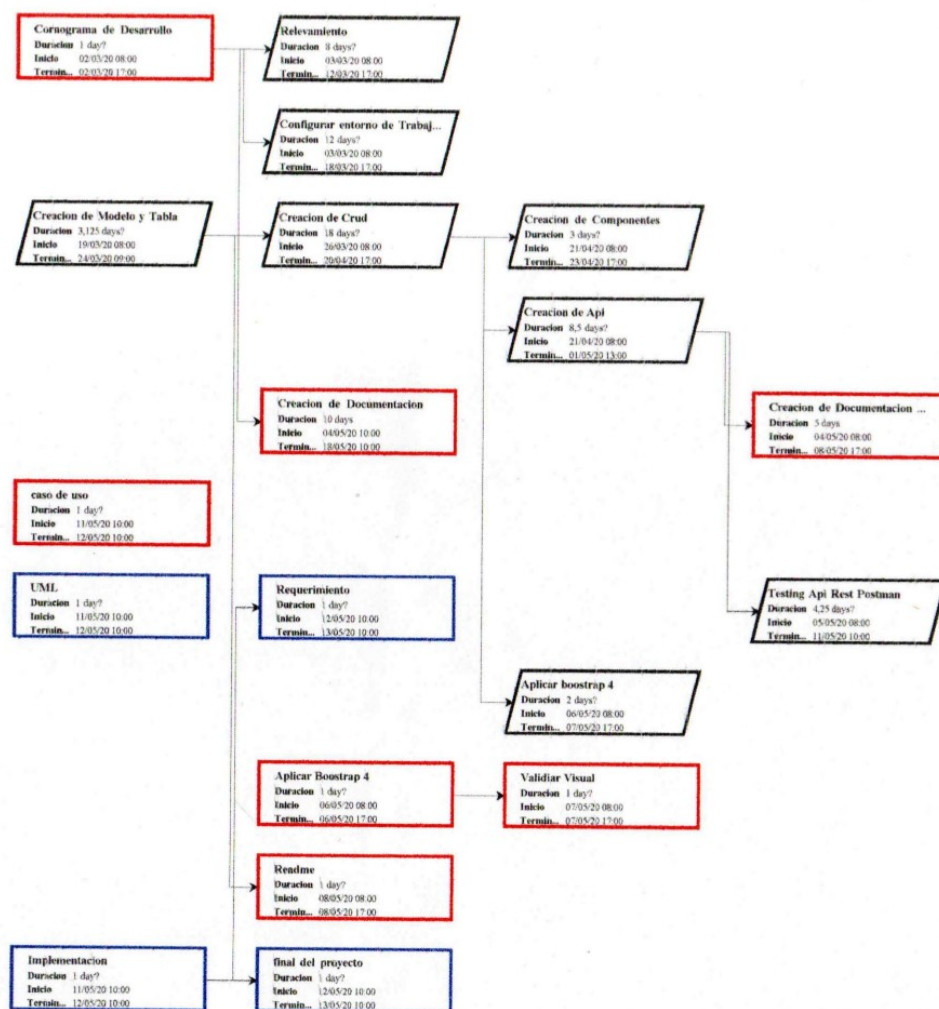 Cornograma de Desarrollo
Duracion 1 day?
Inicio 02/03/20 08:00
Termin... 02/03/20 17:00
Relevamiento
Duracion 8 days?
Inicio 03/03/20 08:00
Termin... 12/03/20 17:00
Configurar entorno de Trabaj...
Duracion 12 days?
Inicio 03/03/20 08:00
Termin... 18/03/20 17:00
Creacion de Modelo y Tabla
Duracion 3,125 days?
Inicio 19/03/20 08:00
Termin... 24/03/20 09:00
Creacion de Crud
Duracion 18 days?
Inicio 26/03/20 08:00
Termin... 20/04/20 17:00
Creacion de Componentes
Duracion 3 days?
Inicio 21/04/20 08:00
Termin... 23/04/20 17:00
Creacion de Api
Duracion 8,5 days?
Inicio 21/04/20 08:00
Termin... 01/05/20 13:00
Creacion de Documentacion
Duracion 10 days
Inicio 04/05/20 10:00
Termin... 18/05/20 10:00
Creacion de Documentacion ...
Duracion 5 days
Inicio 04/05/20 08:00
Termin... 08/05/20 17:00
caso de uso
Duracion 1 day?
Inicio 11/05/20 10:00
Termin... 12/05/20 10:00
UML
Duracion 1 day?
Inicio 11/05/20 10:00
Termin... 12/05/20 10:00
Requerimiento
Duracion 1 day?
Inicio 12/05/20 10:00
Termin... 13/05/20 10:00
Testing Api Rest Postman
Duracion 4,25 days?
Inicio 05/05/20 08:00
Termin... 11/05/20 10:00
Aplicar boostrap 4
Duracion 2 days?
Inicio 06/05/20 08:00
Termin... 07/05/20 17:00
Aplicar Boostrap 4
Duracion 1 day?
Inicio 06/05/20 08:00
Termin... 06/05/20 17:00
Validiar Visual
Duracion 1 day?
Inicio 07/05/20 08:00
Termin... 07/05/20 17:00
Readme
Duracion 1 day?
Inicio 08/05/20 08:00
Termin... 08/05/20 17:00
Implementacion
Duracion 1 day?
Inicio 11/05/20 10:00
Termin... 12/05/20 10:00
final del proyecto
Duracion 1 day?
Inicio 12/05/20 10:00
Termin... 13/05/20 10:00